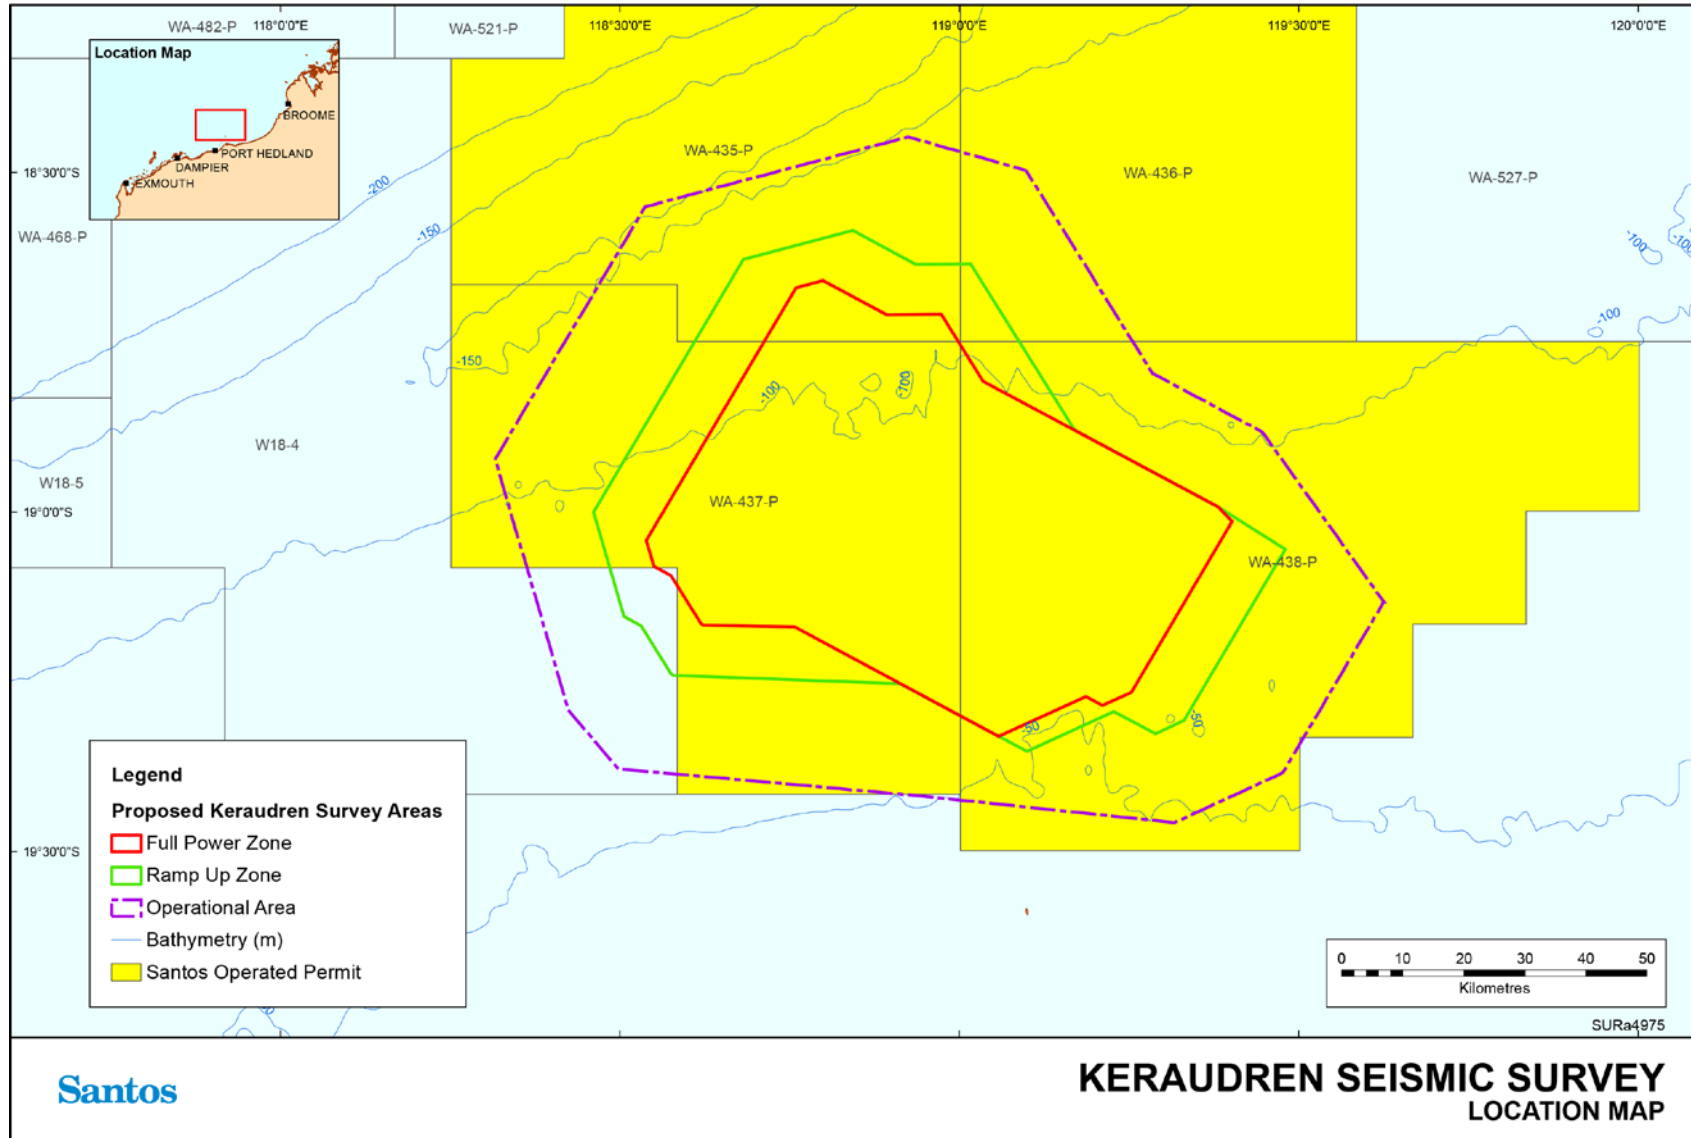 WA-482-P
118°0'0"E
WA-521-P
118°30'0"E
119°0'0"E
119°30'0"E
120°0'0"E
Location Map
BROOME
PORT HEDLAND
DAMPIER
EXMOUTH
18°30'0"S
-200
-150
WA-435-P
WA-436-P
WA-527-P
WA-468-P
-100
-100
-100
-150
-100
-100
W18-4
W18-5
19°0'0"S
WA-437-P
WA-438-P
-50
-50
19°30'0"S
Legend
Proposed Keraudren Survey Areas
Full Power Zone
Ramp Up Zone
Operational Area
Bathymetry (m)
Santos Operated Permit
0 10 20 30 40 50
Kilometres
SURa4975
Santos
KERAUDREN SEISMIC SURVEY
LOCATION MAP